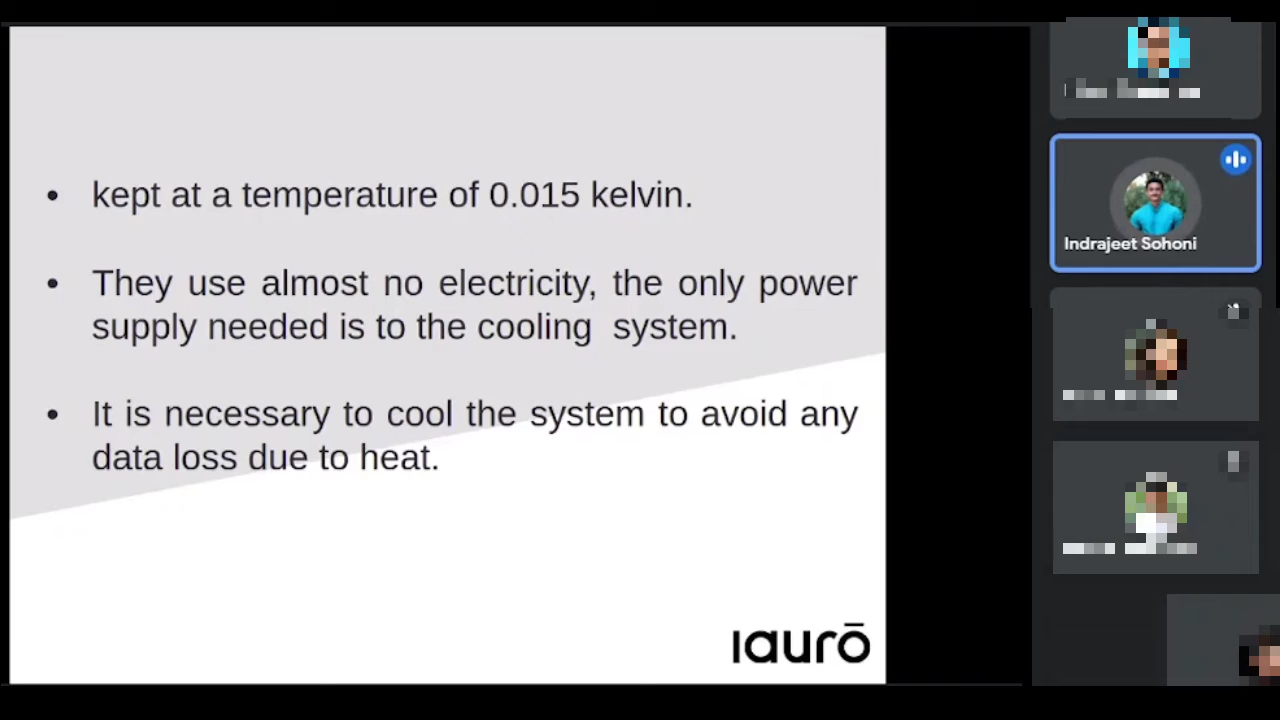 • kept at a temperature of 0.015 kelvin.
• They use almost no electricity, the only power
supply needed is to the cooling system.
• It is necessary to cool the system to avoid any
data loss due to heat.
ıaurō
Indrajeet Sohoni